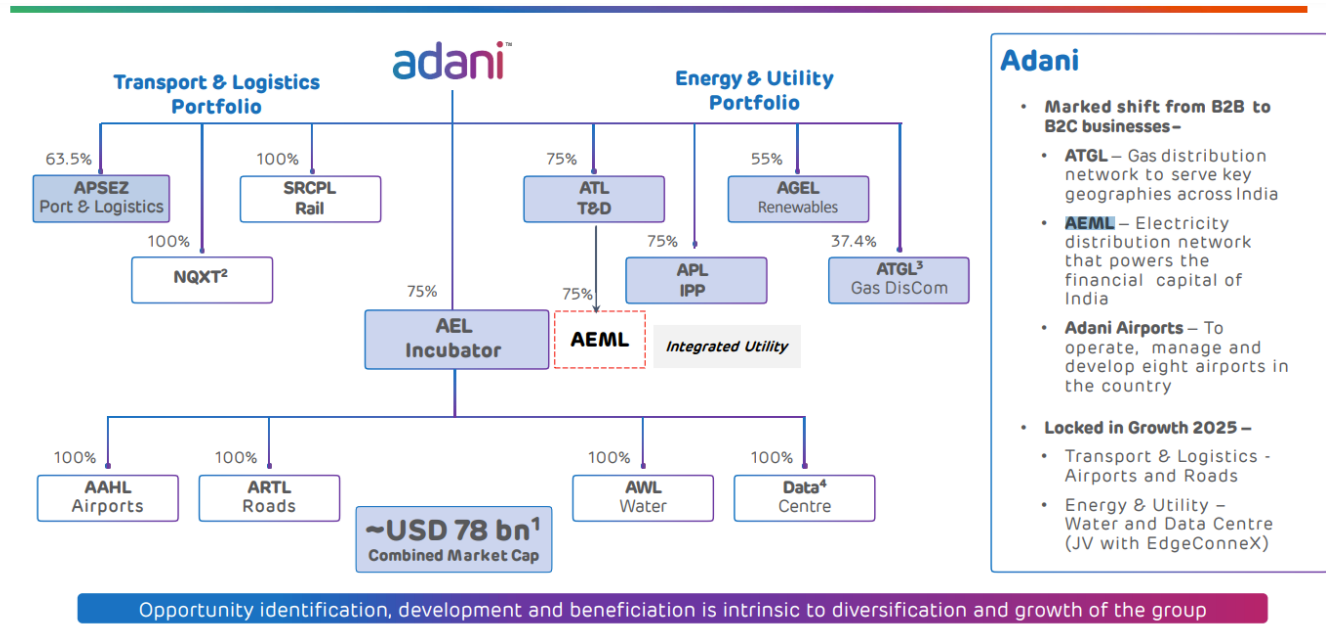 adani™
Transport & Logistics
Portfolio
Energy & Utility
Portfolio
63.5%
APSEZ
Port & Logistics
100%
SRCPL
Rail
75%
ATL
T&D
55%
AGEL
Renewables
100%
NQXT²
75%
APL
IPP
37.4%
ATGL³
Gas DisCom
75%
AEL
Incubator
75%
AEML
Integrated Utility
100%
AAHL
Airports
100%
ARTL
Roads
100%
AWL
Water
100%
Data⁴
Centre
~USD 78 bn¹
Combined Market Cap
Adani
• Marked shift from B2B to
B2C businesses–
• ATGL – Gas distribution
network to serve key
geographies across India
• AEML – Electricity
distribution network
that powers the
financial capital of
India
• Adani Airports – To
operate, manage and
develop eight airports in
the country
• Locked in Growth 2025 –
• Transport & Logistics -
Airports and Roads
• Energy & Utility –
Water and Data Centre
(JV with EdgeConneX)
Opportunity identification, development and beneficiation is intrinsic to diversification and growth of the group